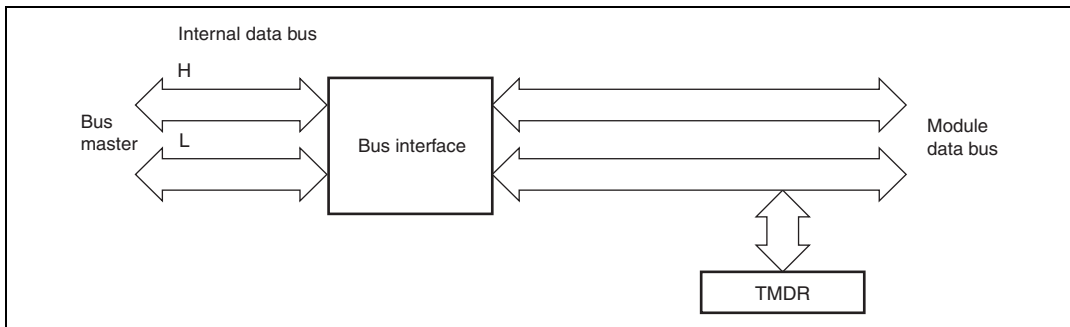 Internal data bus
H
Bus
master
L
Bus interface
Module
data bus
TMDR